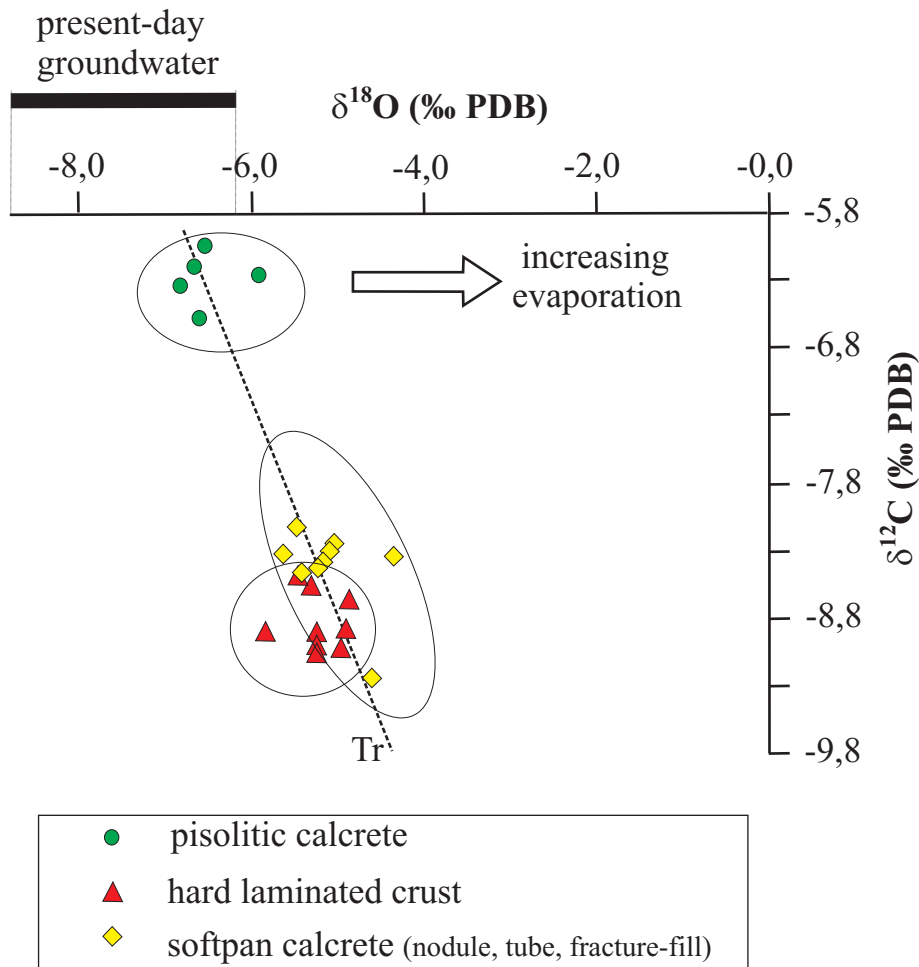 present-day
groundwater
δ¹⁸O (‰ PDB)
-8,0 -6,0 -4,0 -2,0 -0,0
-5,8
increasing
evaporation
-6,8
-7,8
-8,8
-9,8
δ¹²C (‰ PDB)
Tr
pisolitic calcrete
hard laminated crust
softpan calcrete (nodule, tube, fracture-fill)